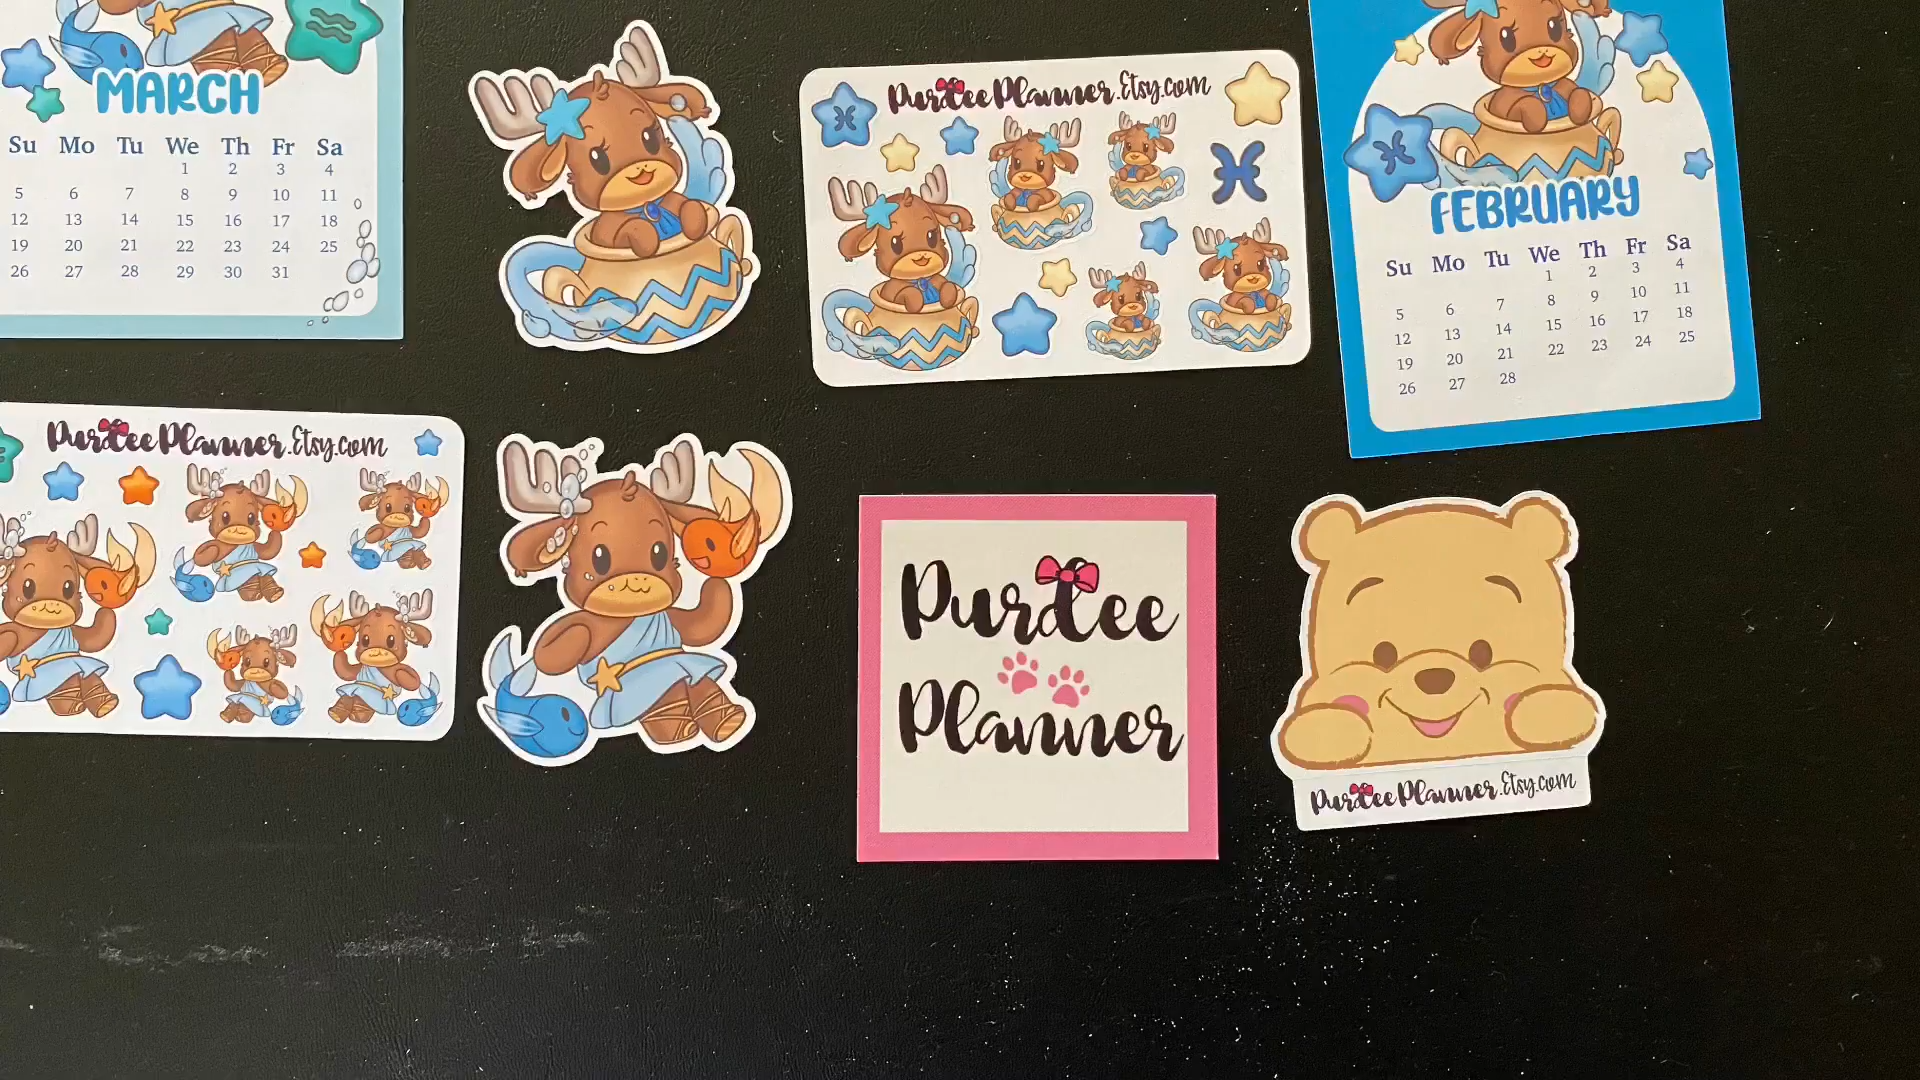 MARCH
Su Mo Tu We Th Fr Sa
1 2 3 4
5 6 7 8 9 10 11
12 13 14 15 16 17 18
19 20 21 22 23 24 25
26 27 28 29 30 31
PurdeePlanner.Etsy.com
FEBRUARY
Su Mo Tu We Th Fr Sa
1 2 3 4
5 6 7 8 9 10 11
12 13 14 15 16 17 18
19 20 21 22 23 24 25
26 27 28
PurdeePlanner.Etsy.com
Purdee
Planner
PurdeePlanner.Etsy.com